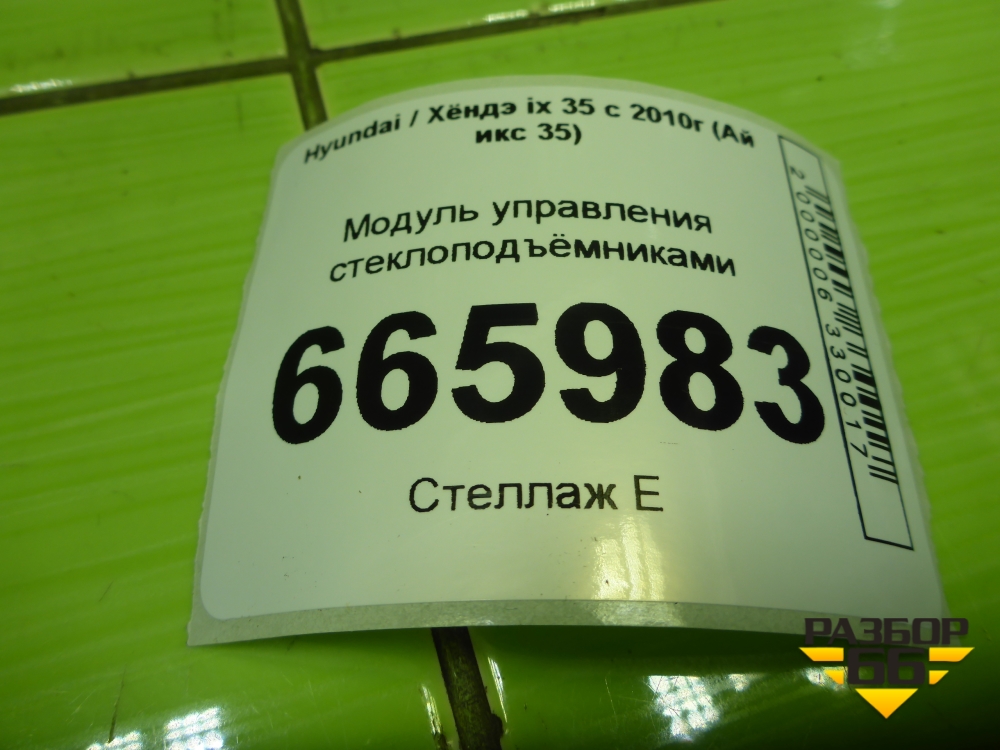 Hyundai / Хёндэ ix 35 с 2010г (Ай
икс 35)
Модуль управления
стеклоподъёмниками
665983
Стеллаж E
2000006330017
РАЗБОР
66